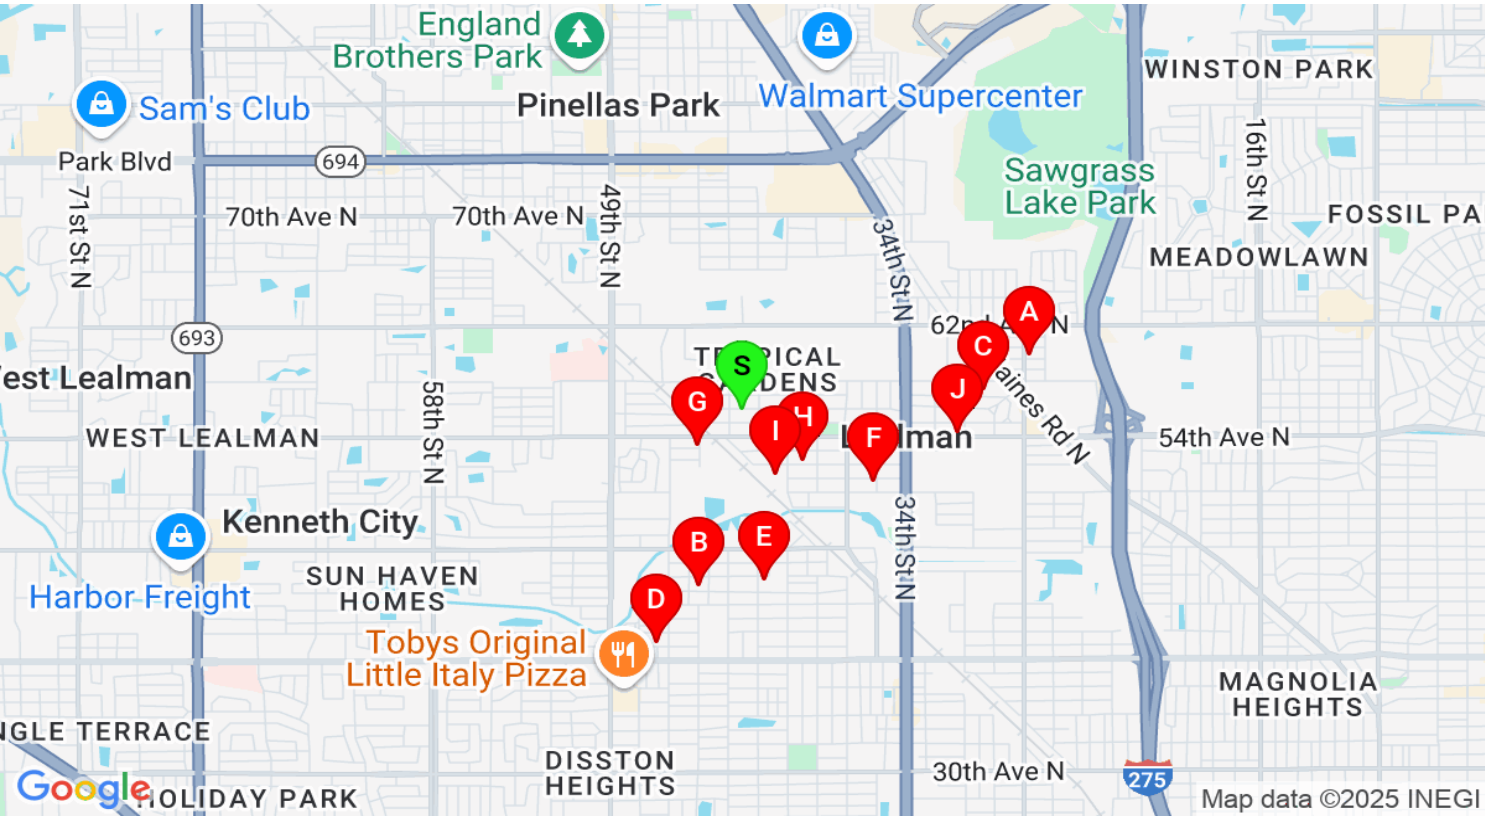 England
Brothers Park
Sam's Club
Pinellas Park
Walmart Supercenter
WINSTON PARK
Park Blvd
694
16th St N
Sawgrass
Lake Park
71st St N
70th Ave N
70th Ave N
49th St N
34th St N
FOSSIL PA
MEADOWLAWN
693
62nd A
N
A
C
S
GARDENS
J
aines Rd N
est Lealman
58th St N
G
H
I
F
WEST LEALMAN
L
lman
54th Ave N
Kenneth City
34th St N
B
E
SUN HAVEN
HOMES
Harbor Freight
D
Tobys Original
Little Italy Pizza
MAGNOLIA
HEIGHTS
NGLE TERRACE
DISSTON
HEIGHTS
30th Ave N
275
Google
HOLIDAY PARK
Map data ©2025 INEGI